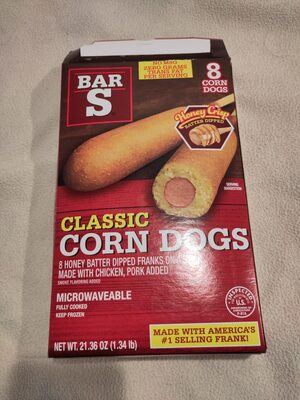 BAR
S
NO MSG
ZERO GRAMS
TRANS FAT
PER SERVING
8
CORN
DOGS
Honey Crisp
BATTER DIPPED
SERVING
SUGGESTION
CLASSIC
CORN DOGS
8 HONEY BATTER DIPPED FRANKS ON A
MADE WITH CHICKEN, PORK ADDED
SMOKE FLAVORING ADDED
MICROWAVEABLE
FULLY COOKED
KEEP FROZEN
INSPECTED
U.S.
NET WT. 21.36 OZ (1.34 lb)
MADE WITH AMERICA'S
#1 SELLING FRANK!